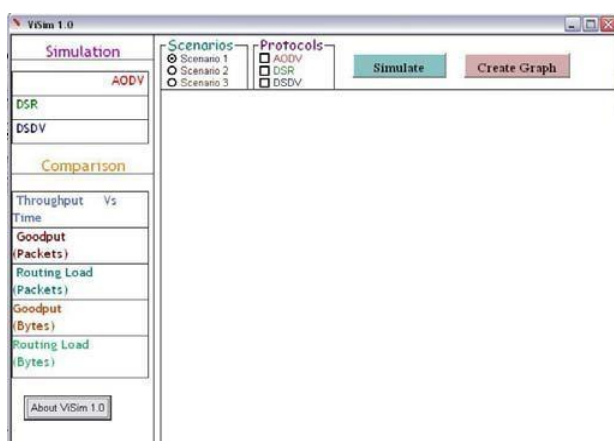 ViSim 1.0
Simulation
AODV
DSR
DSDV
Comparison
Throughput Vs
Time
Goodput
(Packets)
Routing Load
(Packets)
Goodput
(Bytes)
Routing Load
(Bytes)
About ViSim 1.0
Scenarios
Scenario 1
Scenario 2
Scenario 3
Protocols
AODV
DSR
DSDV
Simulate
Create Graph